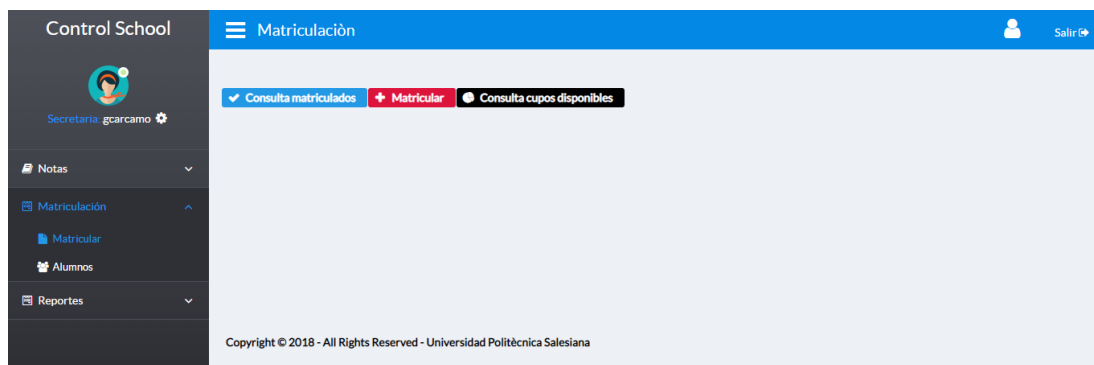 Control School
Matriculaciòn
Salir
Secretaria: gcarcamo
Consulta matriculados
Matricular
Consulta cupos disponibles
Notas
Matriculación
Matricular
Alumnos
Reportes
Copyright © 2018 - All Rights Reserved - Universidad Politècnica Salesiana